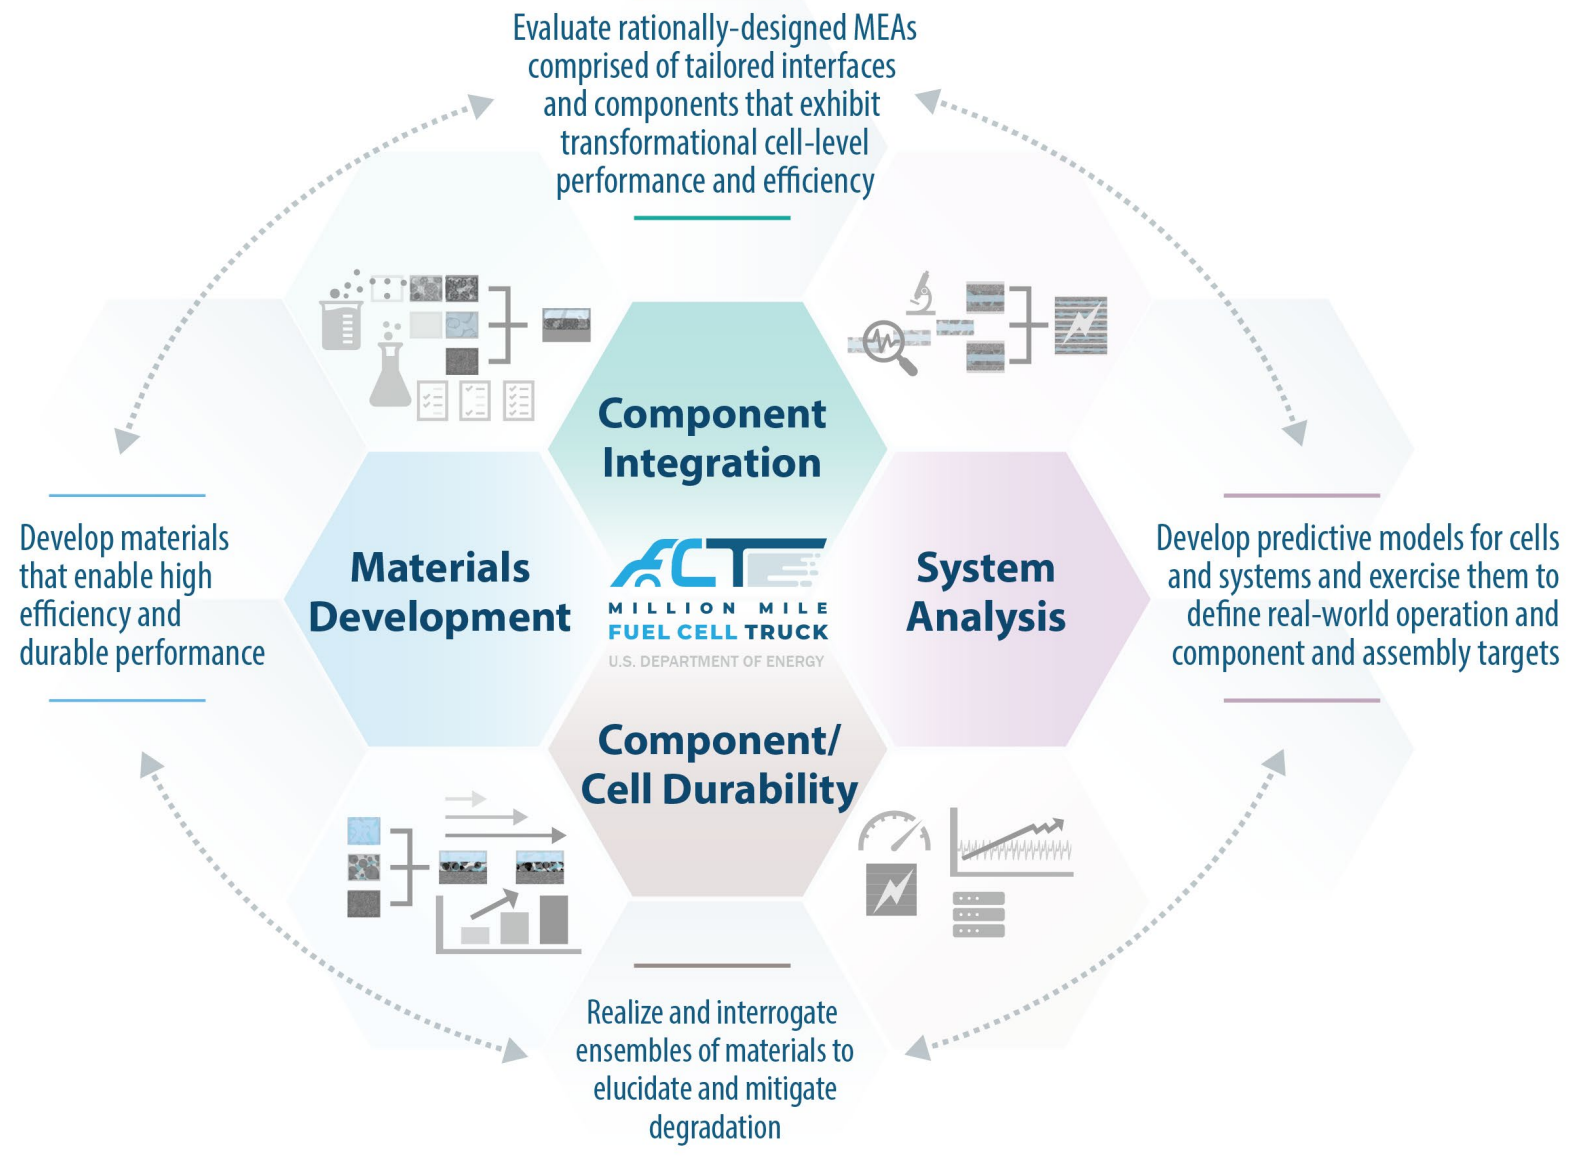 Evaluate rationally-designed MEAs
comprised of tailored interfaces
and components that exhibit
transformational cell-level
performance and efficiency
Component
Integration
Develop materials
that enable high
efficiency and
durable performance
Materials
Development
FCT
MILLION MILE
FUEL CELL TRUCK
U.S. DEPARTMENT OF ENERGY
System
Analysis
Develop predictive models for cells
and systems and exercise them to
define real-world operation and
component and assembly targets
Component/
Cell Durability
Realize and interrogate
ensembles of materials to
elucidate and mitigate
degradation